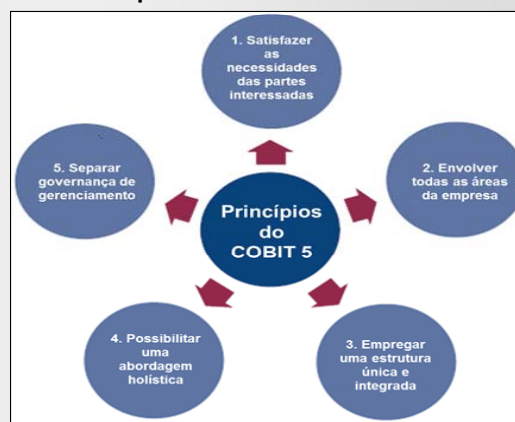 1. Satisfazer
as
necessidades
das partes
interessadas
2. Envolver
todas as áreas
da empresa
3. Empregar
uma estrutura
única e
integrada
4. Possibilitar
uma
abordagem
holística
5. Separar
governança de
gerenciamento
Princípios
do
COBIT 5